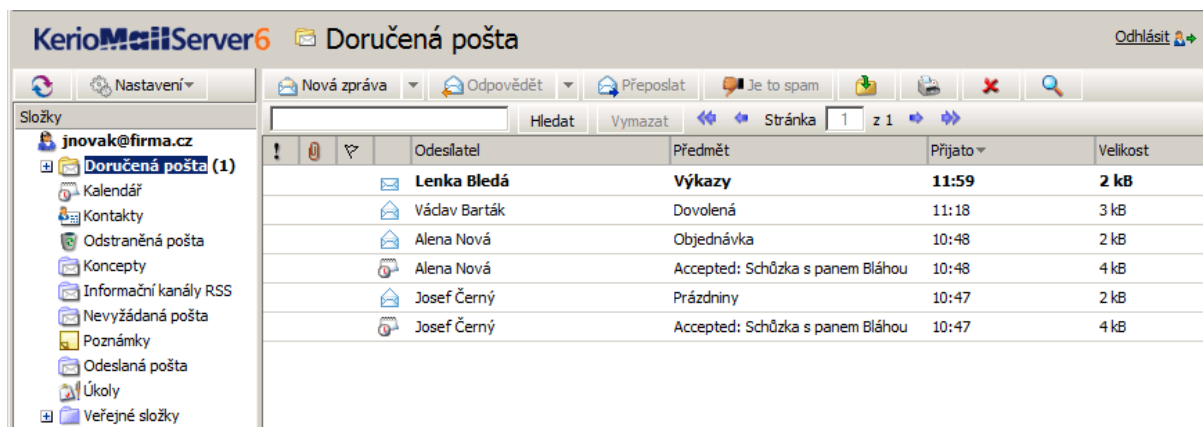 KerioMailServer6 Doručená pošta Odhlásit
Nastavení Nová zpráva Odpovědět Přeposlat Je to spam
Složky Hledat Vymazat Stránka 1 z 1
jnovak@firma.cz
Doručená pošta (1)
Kalendář
Kontakty
Odstraněná pošta
Koncepty
Informační kanály RSS
Nevyžádaná pošta
Poznámky
Odeslaná pošta
Úkoly
Veřejné složky
! Odesílatel Předmět Přijato Velikost
Lenka Bledá Výkazy 11:59 2 kB
Václav Barták Dovolená 11:18 3 kB
Alena Nová Objednávka 10:48 2 kB
Alena Nová Accepted: Schůzka s panem Bláhou 10:48 4 kB
Josef Černý Prázdniny 10:47 2 kB
Josef Černý Accepted: Schůzka s panem Bláhou 10:47 4 kB